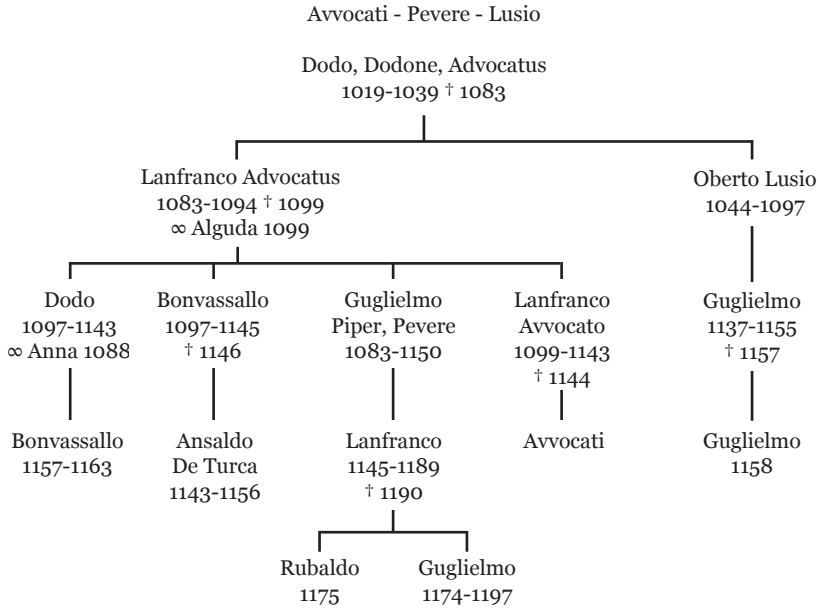 Avvocati - Pevere - Lusio
Dodo, Dodone, Advocatus
1019-1039 † 1083
Lanfranco Advocatus
1083-1094 † 1099
∞ Alguda 1099
Oberto Lusio
1044-1097
Dodo
1097-1143
∞ Anna 1088
Bonvassallo
1097-1145
† 1146
Guglielmo
Piper, Pevere
1083-1150
Lanfranco
Avvocato
1099-1143
† 1144
Guglielmo
1137-1155
† 1157
Bonvassallo
1157-1163
Ansaldo
De Turca
1143-1156
Lanfranco
1145-1189
† 1190
Avvocati
Guglielmo
1158
Rubaldo
1175
Guglielmo
1174-1197